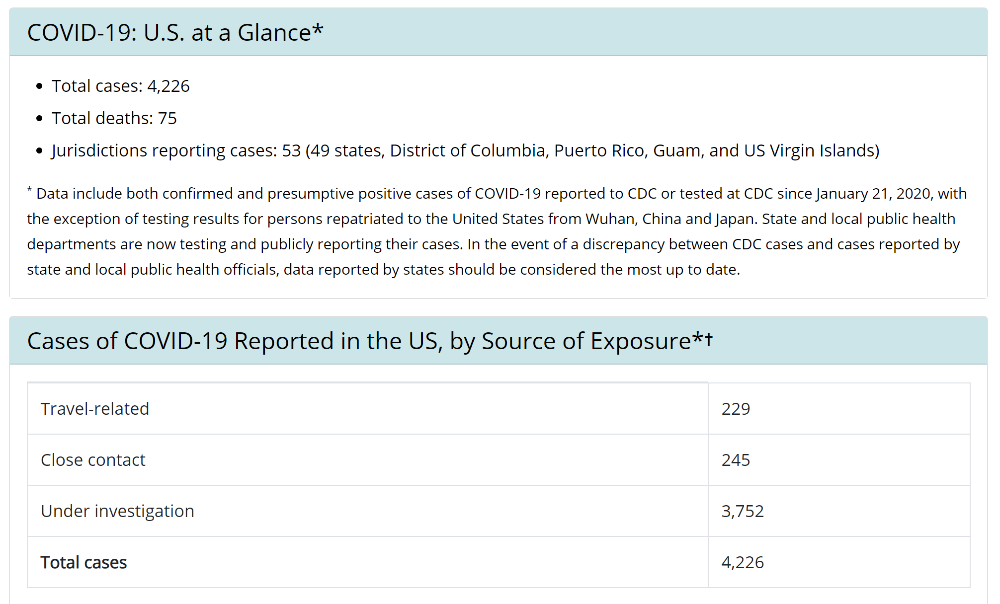 COVID-19: U.S. at a Glance*
• Total cases: 4,226
• Total deaths: 75
• Jurisdictions reporting cases: 53 (49 states, District of Columbia, Puerto Rico, Guam, and US Virgin Islands)
* Data include both confirmed and presumptive positive cases of COVID-19 reported to CDC or tested at CDC since January 21, 2020, with
the exception of testing results for persons repatriated to the United States from Wuhan, China and Japan. State and local public health
departments are now testing and publicly reporting their cases. In the event of a discrepancy between CDC cases and cases reported by
state and local public health officials, data reported by states should be considered the most up to date.
Cases of COVID-19 Reported in the US, by Source of Exposure*†
Travel-related 229
Close contact 245
Under investigation 3,752
Total cases 4,226